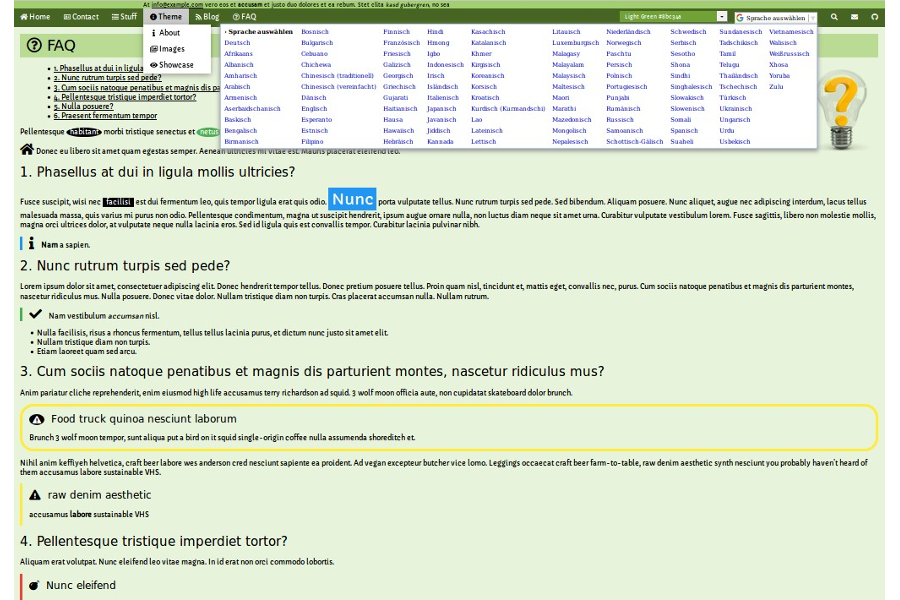 At info@example.com vero eos et accusam et justo duo dolores et ea rebum. Stet clita kasd gubergren, no sea
Home Contact Stuff Theme Blog FAQ Light Green #8bc34a Sprache auswählen
About
Images
Showcase
FAQ
1. Phasellus at dui in ligula
2. Nunc rutrum turpis sed pede?
3. Cum sociis natoque penatibus et magnis dis pa
4. Pellentesque tristique imperdiet tortor?
5. Nulla posuere?
6. Praesent fermentum tempor
› Sprache auswählen Bosnisch Finnisch Hindi Kasachisch Litauisch Niederländisch Schwedisch Sundanesisch Vietnamesisch
Deutsch Bulgarisch Französisch Hmong Katalanisch Luxemburgisch Norwegisch Serbisch Tadschikisch Walisisch
Afrikaans Cebuano Friesisch Igbo Khmer Malagasy Paschtu Sesotho Tamil Weißrussisch
Albanisch Chichewa Galizisch Indonesisch Kirgisisch Malayalam Persisch Shona Telugu Xhosa
Amharisch Chinesisch (traditionell) Georgisch Irisch Koreanisch Malaysisch Polnisch Sindhi Thailändisch Yoruba
Arabisch Chinesisch (vereinfacht) Griechisch Isländisch Korsisch Maltesisch Portugiesisch Singhalesisch Tschechisch Zulu
Armenisch Dänisch Gujarati Italienisch Kroatisch Maori Punjabi Slowakisch Türkisch
Aserbaidschanisch Englisch Haitianisch Japanisch Kurdisch (Kurmandschi) Marathi Rumänisch Slowenisch Ukrainisch
Baskisch Esperanto Hausa Javanisch Lao Mazedonisch Russisch Somali Ungarisch
Bengalisch Estnisch Hawaiisch Jiddisch Lateinisch Mongolisch Samoanisch Spanisch Urdu
Birmanisch Filipino Hebräisch Kannada Lettisch Nepalesisch Schottisch-Gälisch Suaheli Usbekisch
Pellentesque habitant morbi tristique senectus et netus
Donec eu libero sit amet quam egestas semper. Aenean ultricies mi vitae est. Mauris placerat eleifend leo.
1. Phasellus at dui in ligula mollis ultricies?
Fusce suscipit, wisi nec facilisi est dui fermentum leo, quis tempor ligula erat quis odio. Nunc porta vulputate tellus. Nunc rutrum turpis sed pede. Sed bibendum. Aliquam posuere. Nunc aliquet, augue nec adipiscing interdum, lacus tellus
malesuada massa, quis varius mi purus non odio. Pellentesque condimentum, magna ut suscipit hendrerit, ipsum augue ornare nulla, non luctus diam neque sit amet urna. Curabitur vulputate vestibulum lorem. Fusce sagittis, libero non molestie mollis,
magna orci ultrices dolor, at vulputate neque nulla lacinia eros. Sed id ligula quis est convallis tempor. Curabitur lacinia pulvinar nibh.
Nam a sapien.
2. Nunc rutrum turpis sed pede?
Lorem ipsum dolor sit amet, consectetuer adipiscing elit. Donec hendrerit tempor tellus. Donec pretium posuere tellus. Proin quam nisl, tincidunt et, mattis eget, convallis nec, purus. Cum sociis natoque penatibus et magnis dis parturient montes,
nascetur ridiculus mus. Nulla posuere. Donec vitae dolor. Nullam tristique diam non turpis. Cras placerat accumsan nulla. Nullam rutrum.
Nam vestibulum accumsan nisl.
Nulla facilisis, risus a rhoncus fermentum, tellus tellus lacinia purus, et dictum nunc justo sit amet elit.
Nullam tristique diam non turpis.
Etiam laoreet quam sed arcu.
3. Cum sociis natoque penatibus et magnis dis parturient montes, nascetur ridiculus mus?
Anim pariatur cliche reprehenderit, enim eiusmod high life accusamus terry richardson ad squid. 3 wolf moon officia aute, non cupidatat skateboard dolor brunch.
Food truck quinoa nesciunt laborum
Brunch 3 wolf moon tempor, sunt aliqua put a bird on it squid single-origin coffee nulla assumenda shoreditch et.
Nihil anim keffiyeh helvetica, craft beer labore wes anderson cred nesciunt sapiente ea proident. Ad vegan excepteur butcher vice lomo. Leggings occaecat craft beer farm-to-table, raw denim aesthetic synth nesciunt you probably haven't heard of
them accusamus labore sustainable VHS.
raw denim aesthetic
accusamus labore sustainable VHS
4. Pellentesque tristique imperdiet tortor?
Aliquam erat volutpat. Nunc eleifend leo vitae magna. In id erat non orci commodo lobortis.
Nunc eleifend